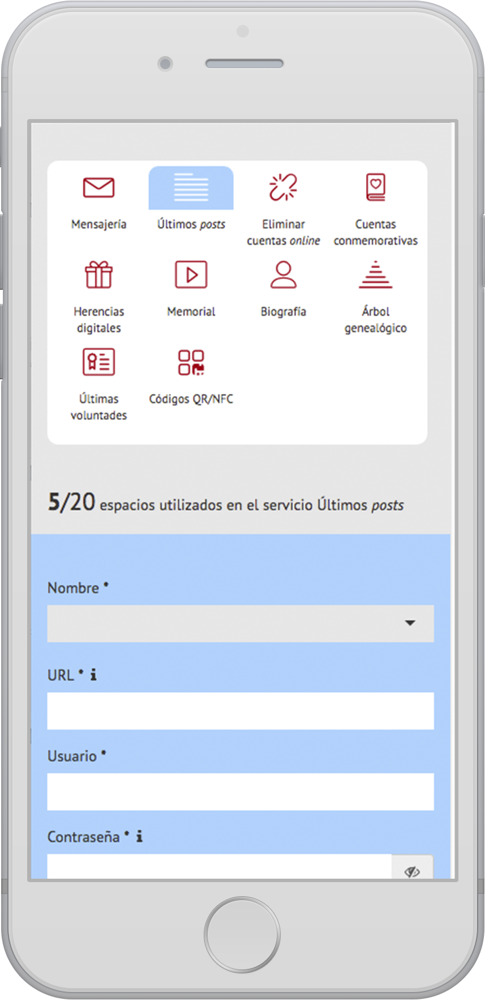 Mensajería
Últimos posts
Eliminar
cuentas online
Cuentas
conmemorativas
Herencias
digitales
Memorial
Biografía
Árbol
genealógico
Últimas
voluntades
Códigos QR/NFC
5/20 espacios utilizados en el servicio Últimos posts
Nombre *
URL * i
Usuario *
Contraseña * i